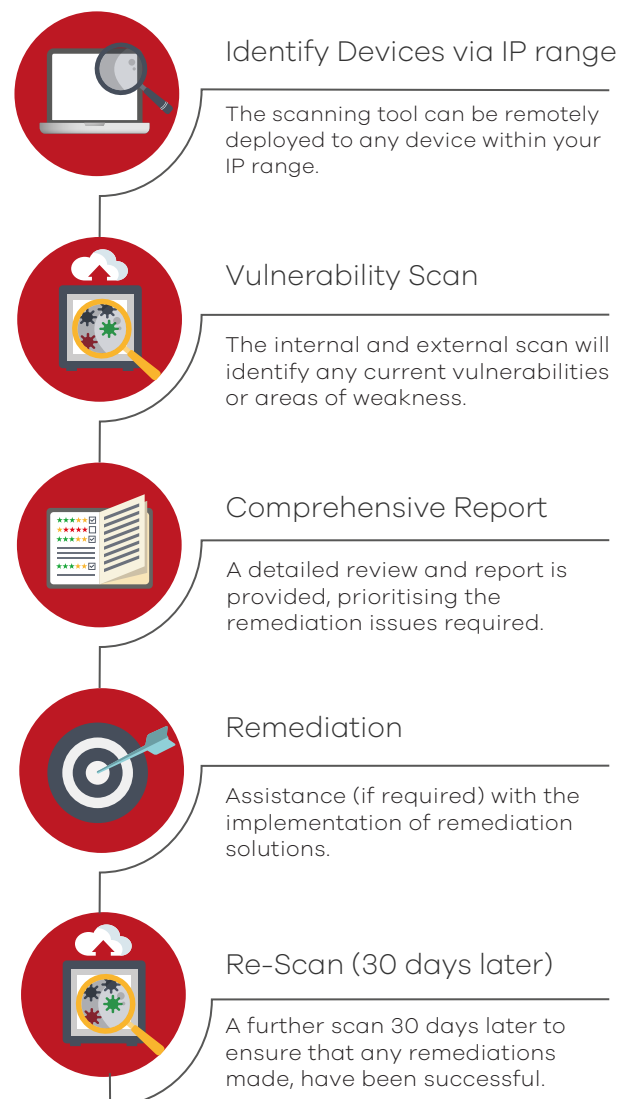 Identify Devices via IP range
The scanning tool can be remotely
deployed to any device within your
IP range.
Vulnerability Scan
The internal and external scan will
identify any current vulnerabilities
or areas of weakness.
Comprehensive Report
A detailed review and report is
provided, prioritising the
remediation issues required.
Remediation
Assistance (if required) with the
implementation of remediation
solutions.
Re-Scan (30 days later)
A further scan 30 days later to
ensure that any remediations
made, have been successful.